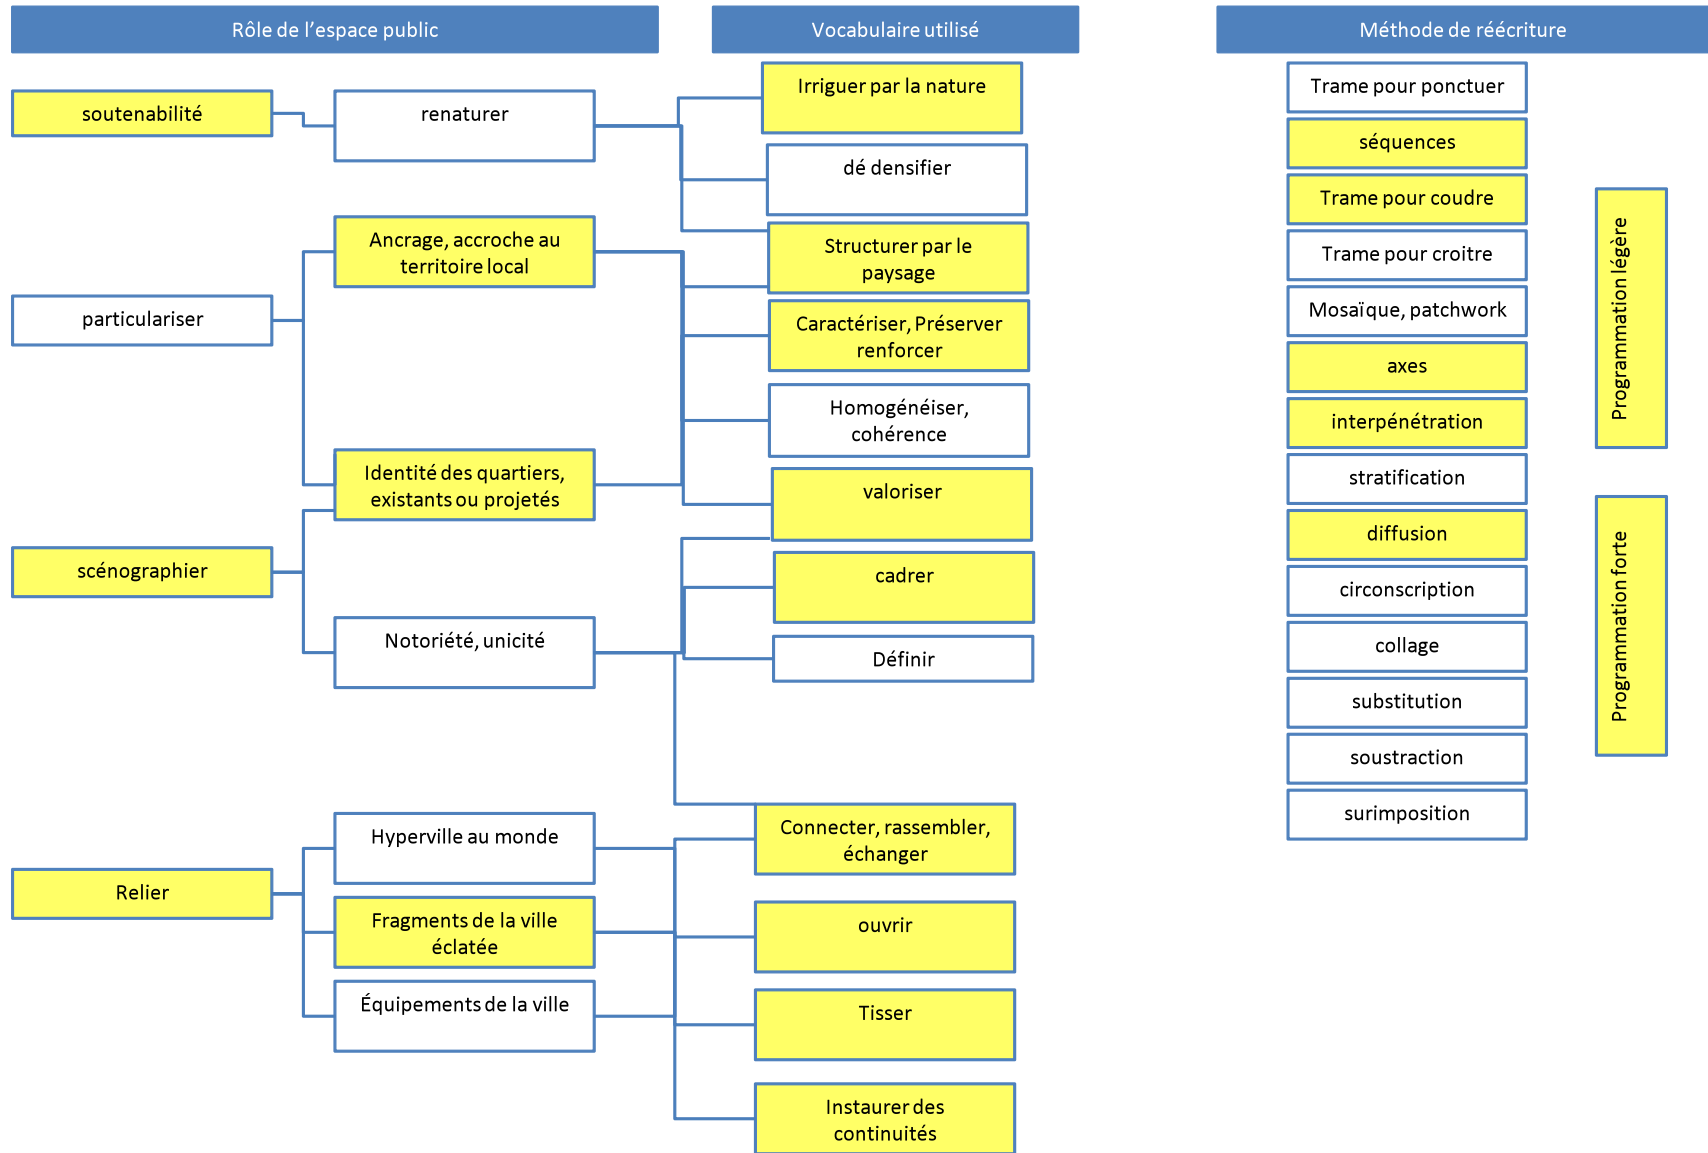 Rôle de l'espace public
Vocabulaire utilisé
Méthode de réécriture
soutenabilité
particulariser
scénographier
Relier
renaturer
Ancrage, accroche au
territoire local
Identité des quartiers,
existants ou projetés
Notoriété, unicité
Hyperville au monde
Fragments de la ville
éclatée
Équipements de la ville
Irriguer par la nature
dé densifier
Structurer par le
paysage
Caractériser, Préserver
renforcer
Homogénéiser,
cohérence
valoriser
cadrer
Définir
Connecter, rassembler,
échanger
ouvrir
Tisser
Instaurer des
continuités
Trame pour ponctuer
séquences
Trame pour coudre
Trame pour croitre
Mosaïque, patchwork
axes
interpénétration
stratification
diffusion
circonscription
collage
substitution
soustraction
surimposition
Programmation légère
Programmation forte